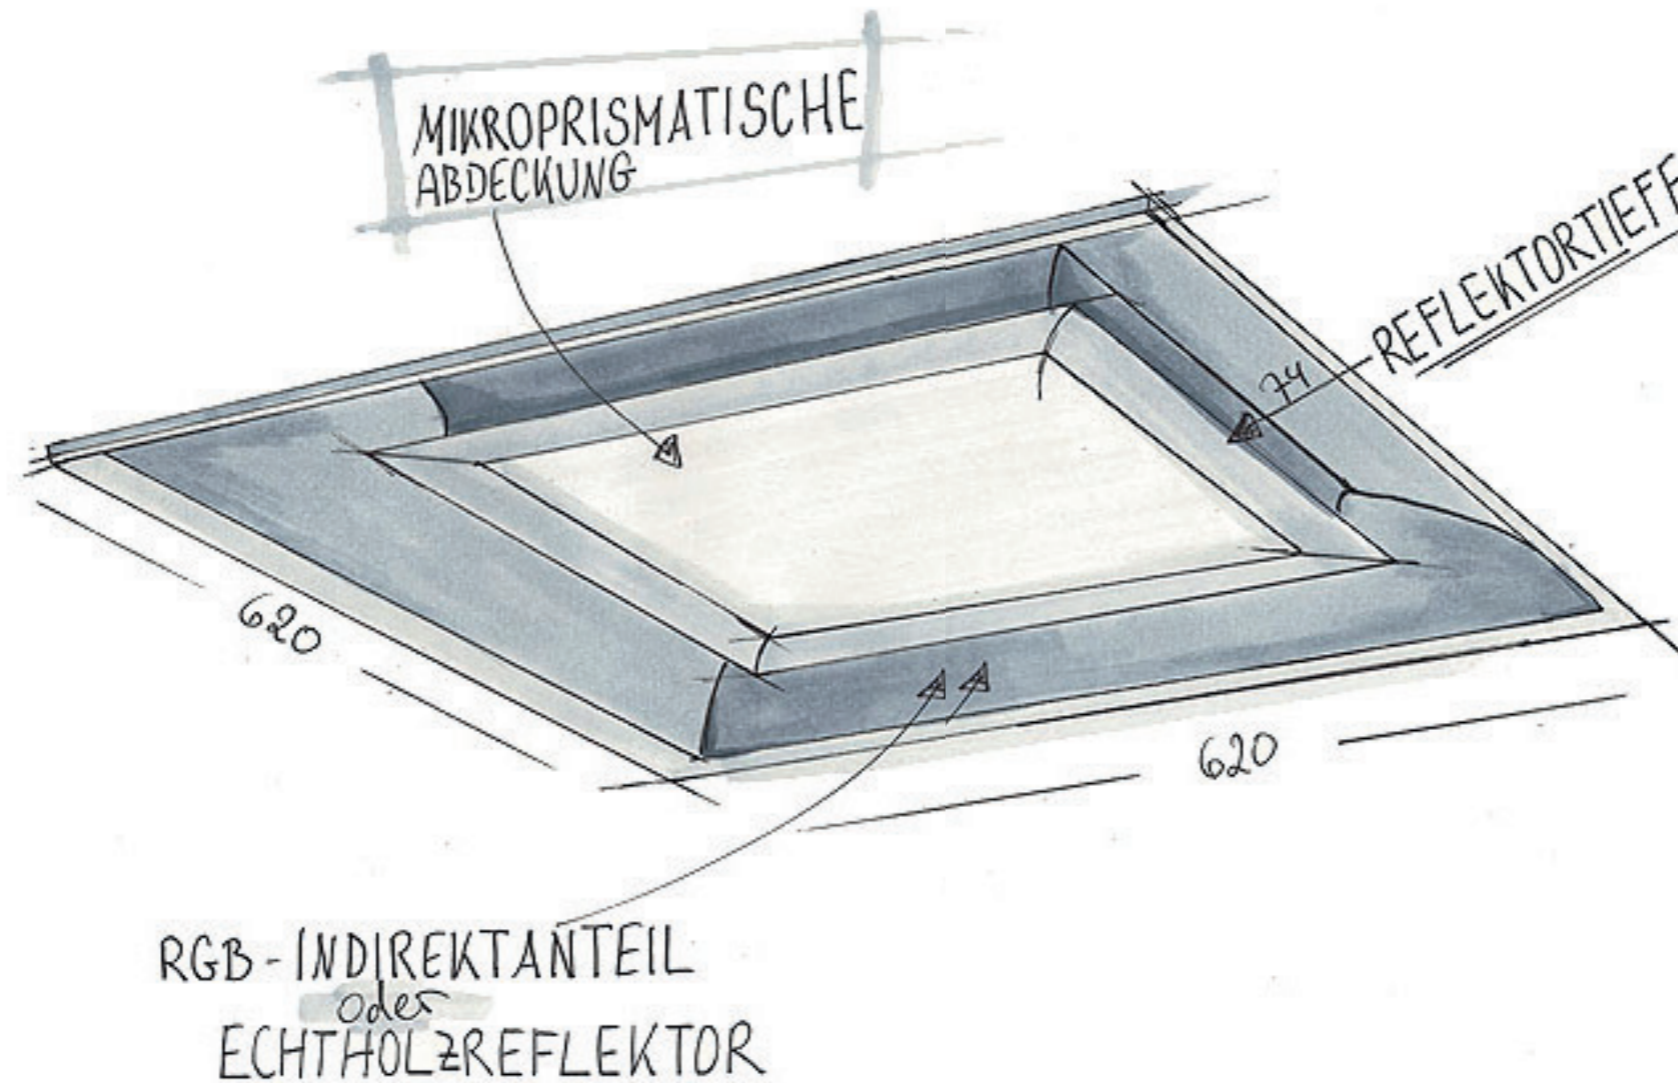 MIKROPRISMATISCHE
ABDECKUNG
REFLEKTORTIEFE
74
620
620
RGB-INDIREKTANTEIL
oder
ECHTHOLZREFLEKTOR